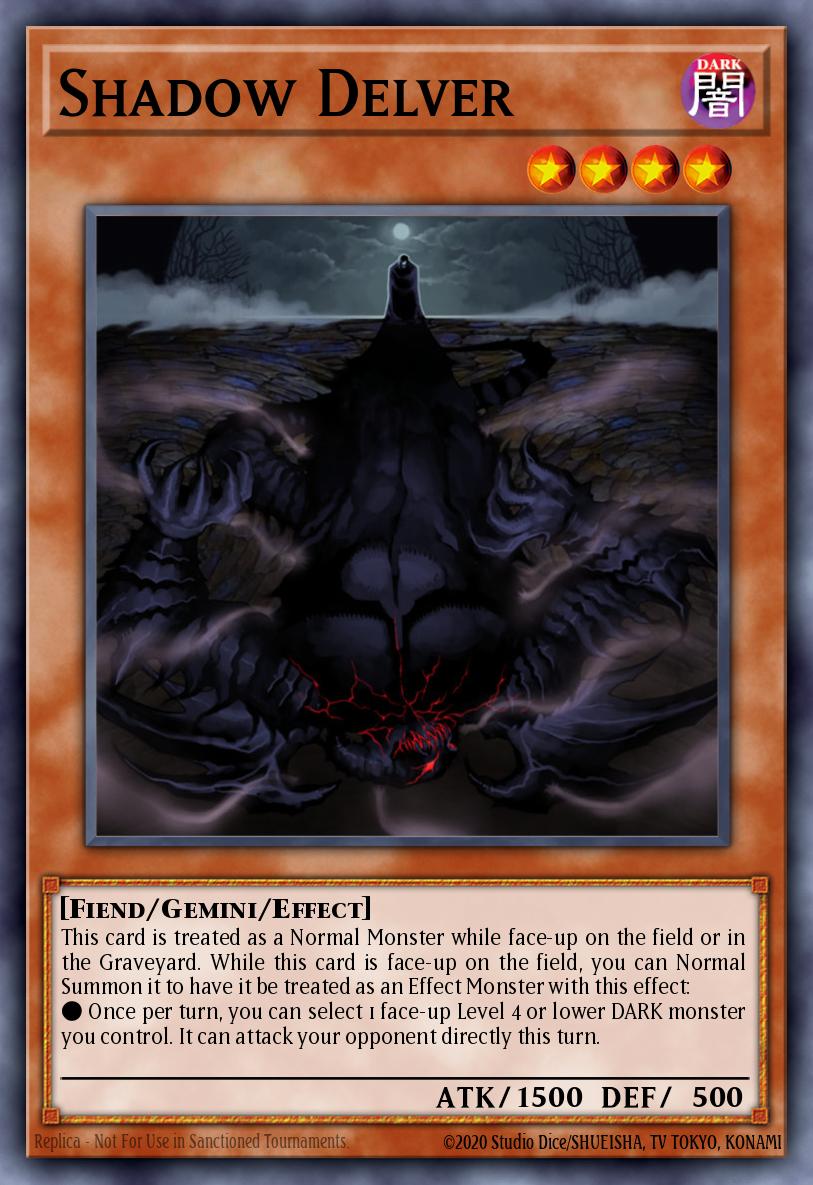 SHADOW DELVER
DARK
闇
[FIEND/GEMINI/EFFECT]
This card is treated as a Normal Monster while face-up on the field or in
the Graveyard. While this card is face-up on the field, you can Normal
Summon it to have it be treated as an Effect Monster with this effect:
● Once per turn, you can select 1 face-up Level 4 or lower DARK monster
you control. It can attack your opponent directly this turn.
ATK/1500 DEF/ 500
Replica - Not For Use in Sanctioned Tournaments.
©2020 Studio Dice/SHUEISHA, TV TOKYO, KONAMI